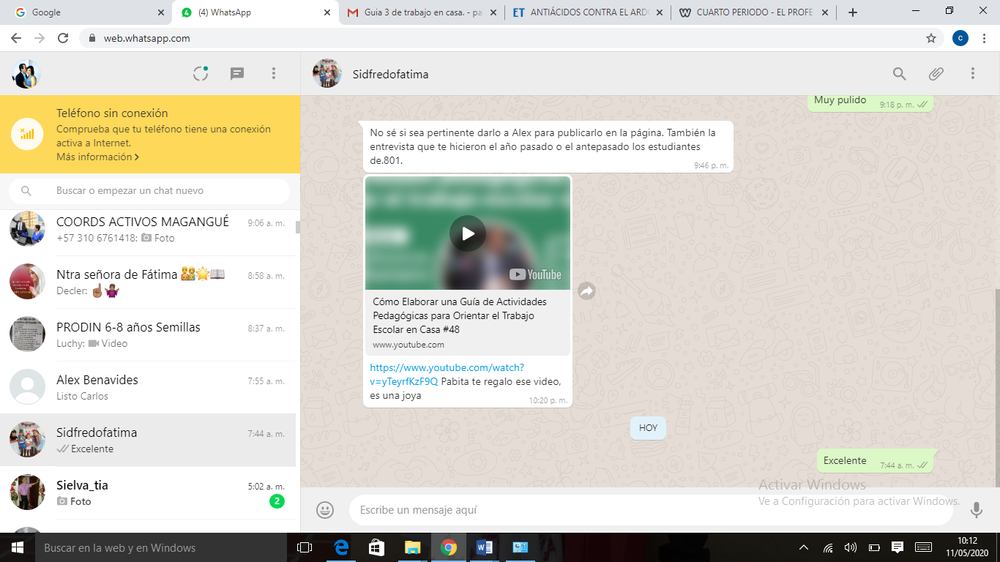 Google
(4) WhatsApp
Guia 3 de trabajo en casa. - pa
ET ANTIÁCIDOS CONTRA EL ARD
CUARTO PERIODO - EL PROFE
web.whatsapp.com
c
Sidfredofatima
Teléfono sin conexión
Comprueba que tu teléfono tiene una conexión
activa a Internet.
Más información
Buscar o empezar un chat nuevo
COORDS ACTIVOS MAGANGUÉ 9:06 a. m.
+57 310 6761418: Foto
Ntra señora de Fátima 8:58 a. m.
Decler:
PRODIN 6-8 años Semillas 8:37 a. m.
Luchy: Video
Alex Benavides 7:55 a. m.
Listo Carlos
Sidfredofatima 7:44 a. m.
Excelente
Sielva_tia 5:02 a. m.
Foto 2
Muy pulido 9:18 p. m.
No sé si sea pertinente darlo a Alex para publicarlo en la página. También la
entrevista que te hicieron el año pasado o el antepasado los estudiantes
de.801. 9:46 p. m.
YouTube
Cómo Elaborar una Guía de Actividades
Pedagógicas para Orientar el Trabajo
Escolar en Casa #48
www.youtube.com
https://www.youtube.com/watch?
v=yTeyrfKzF9Q Pabita te regalo ese video,
es una joya 10:20 p. m.
HOY
Excelente 7:44 a. m.
Activar Windows
Ve a Configuración para activar Windows.
Escribe un mensaje aquí
Buscar en la web y en Windows
10:12
11/05/2020